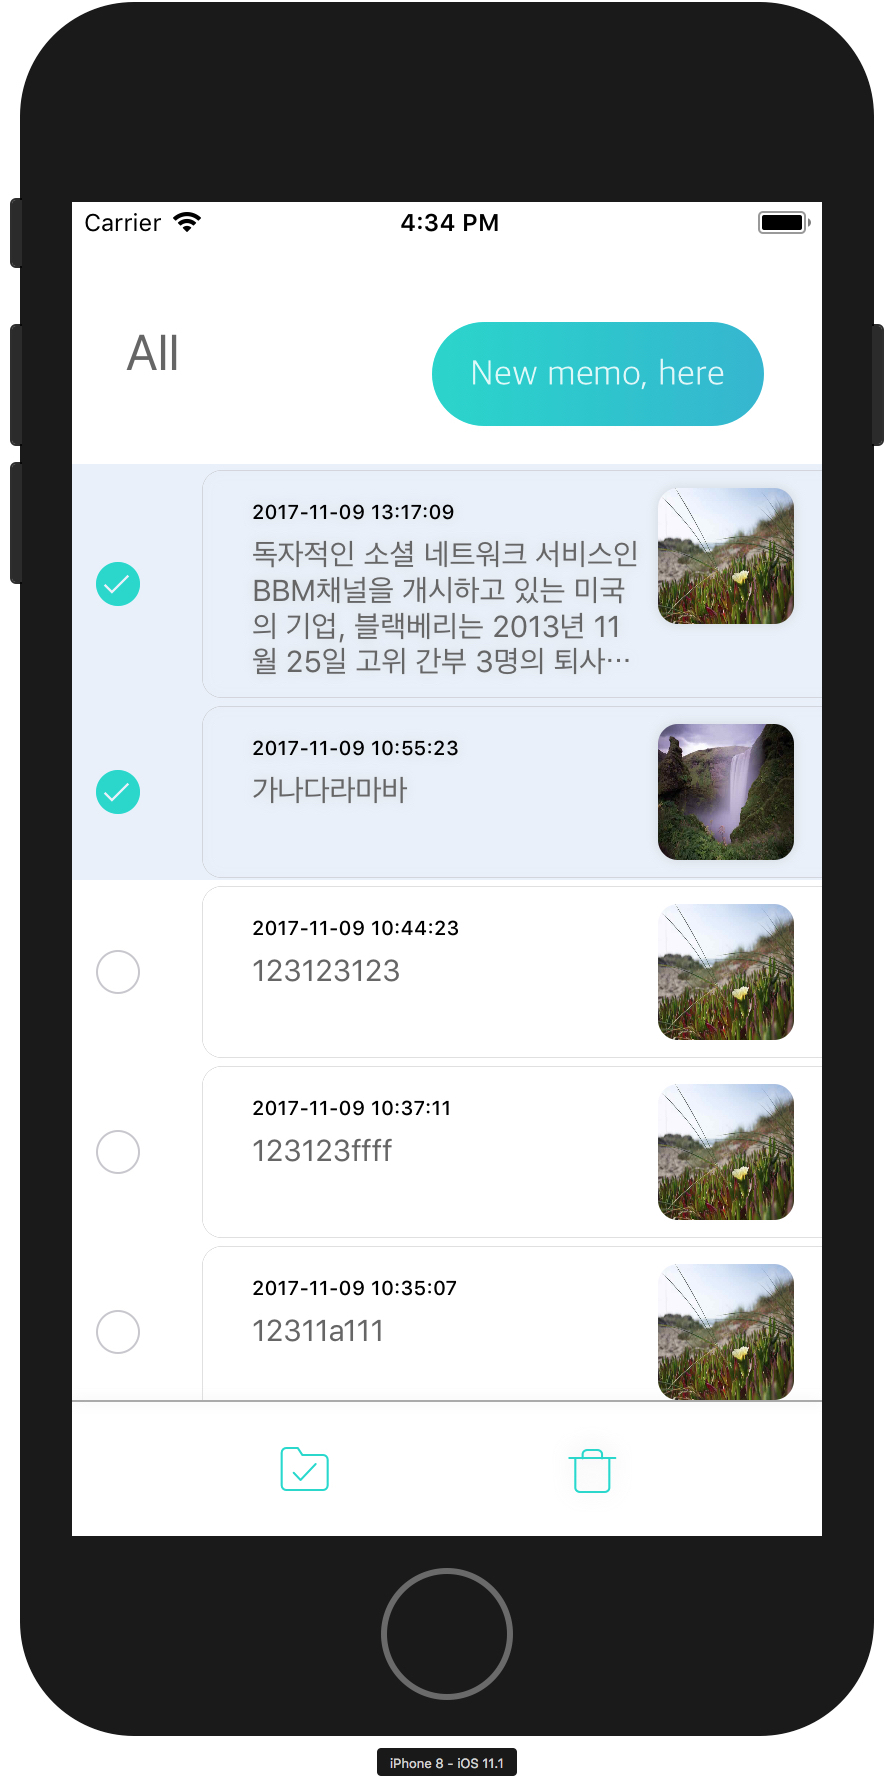 Carrier
4:34 PM
All
New memo, here
2017-11-09 13:17:09
독자적인 소셜 네트워크 서비스인
BBM채널을 개시하고 있는 미국
의 기업, 블랙베리는 2013년 11
월 25일 고위 간부 3명의 퇴사…
2017-11-09 10:55:23
가나다라마바
2017-11-09 10:44:23
123123123
2017-11-09 10:37:11
123123ffff
2017-11-09 10:35:07
12311a111
iPhone 8 - iOS 11.1